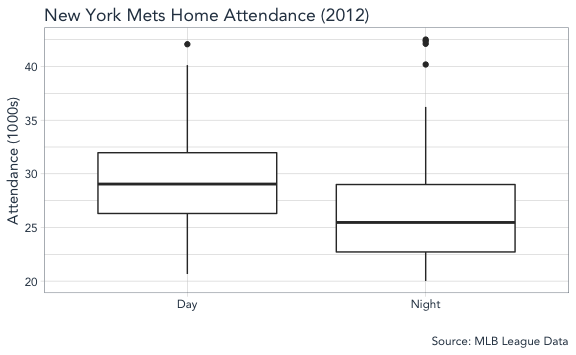 New York Mets Home Attendance (2012)
Attendance (1000s)
40
35
30
25
20
Day Night
Source: MLB League Data